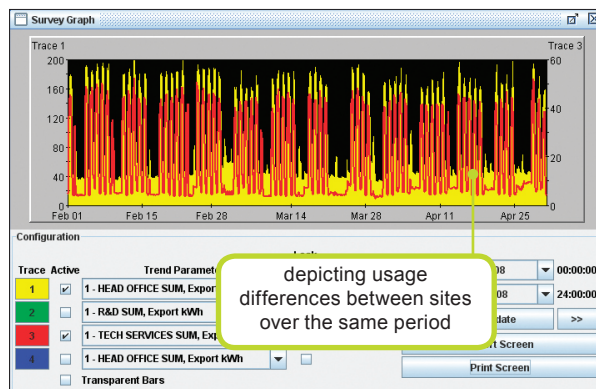 Survey Graph
Trace 1
Trace 3
200
160
120
80
40
0
60
40
20
0
Feb 01
Feb 15
Feb 28
Mar 14
Mar 28
Apr 11
Apr 25
Configuration
Trace Active
1
1 - HEAD OFFICE SUM, Export
08
00:00:00
2
1 - R&D SUM, Export kWh
08
24:00:00
3
1 - TECH SERVICES SUM,
>>
4
1 - HEAD OFFICE SUM, Export kWh
Screen
Transparent Bars
Print Screen
depicting usage
differences between sites
over the same period